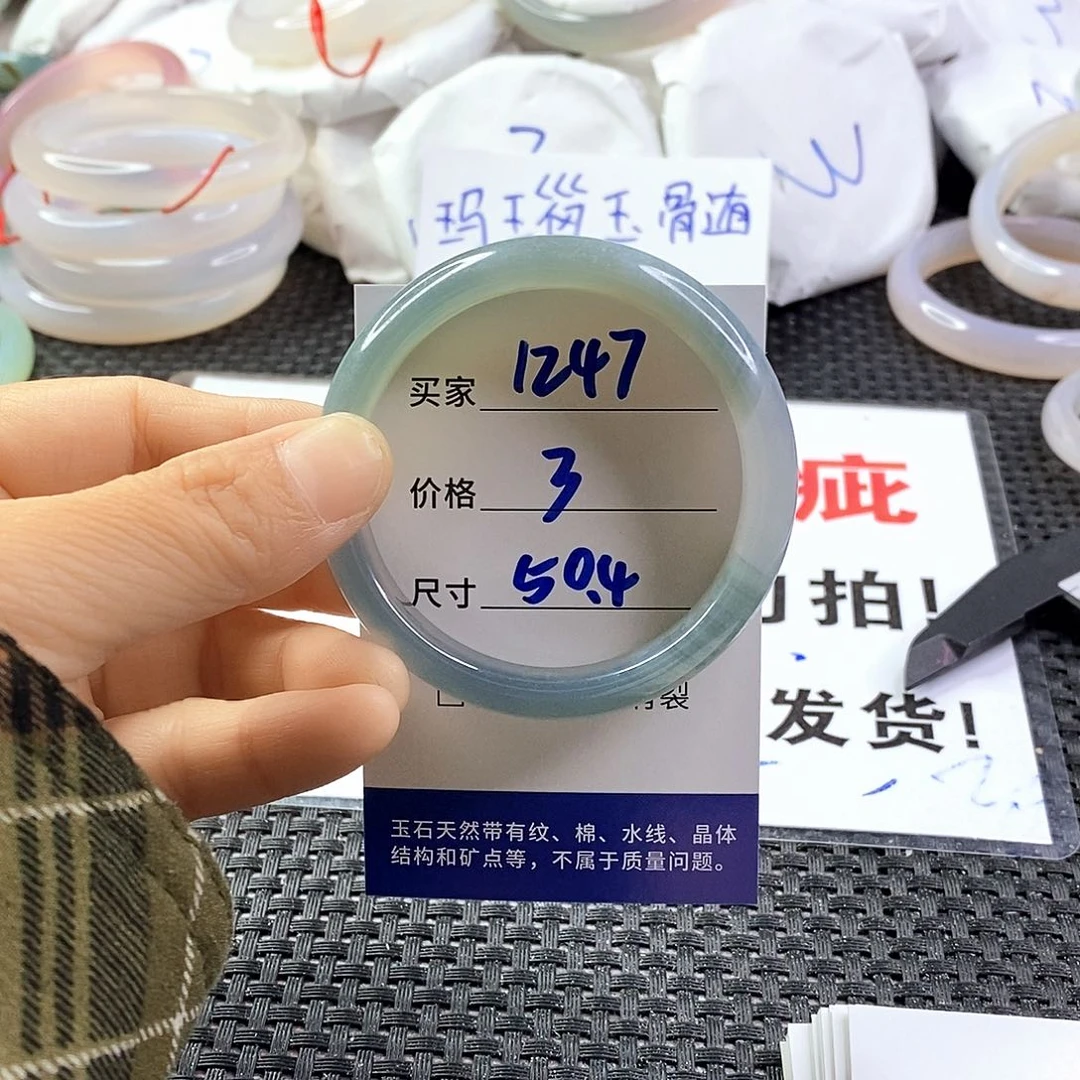 玛瑙玉骨髓
买家 1247
价格 3
尺寸 50.4
裂
玉石天然带有纹、棉、水线、晶体
结构和矿点等，不属于质量问题。
疵
拍!
发货!